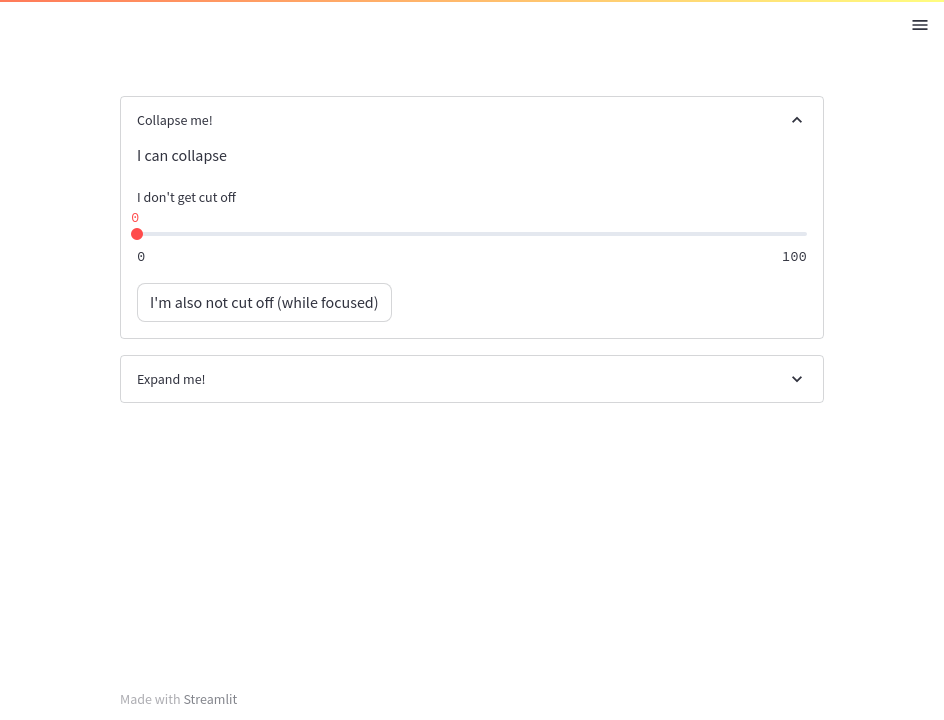 Collapse me!
I can collapse
I don't get cut off
0
0 100
I'm also not cut off (while focused)
Expand me!
Made with Streamlit